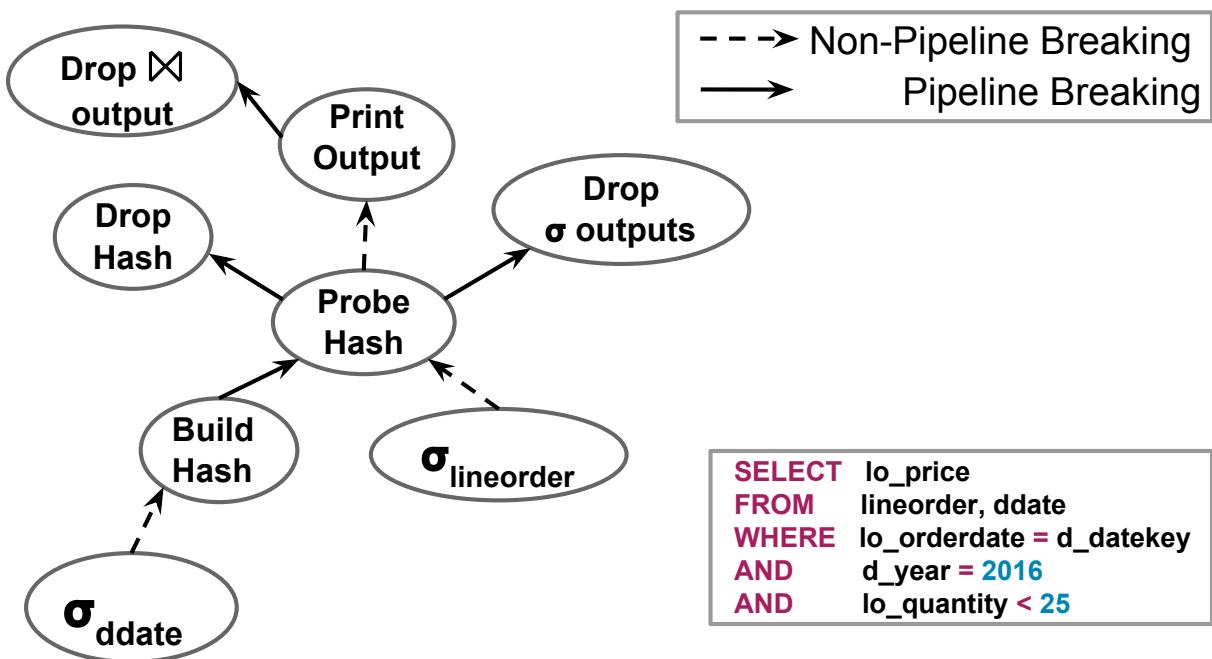 Drop ⋈
output
Print
Output
Drop
Hash
Drop
σ outputs
Probe
Hash
Build
Hash
σlineorder
σddate
Non-Pipeline Breaking
Pipeline Breaking
SELECT lo_price
FROM lineorder, ddate
WHERE lo_orderdate = d_datekey
AND d_year = 2016
AND lo_quantity < 25